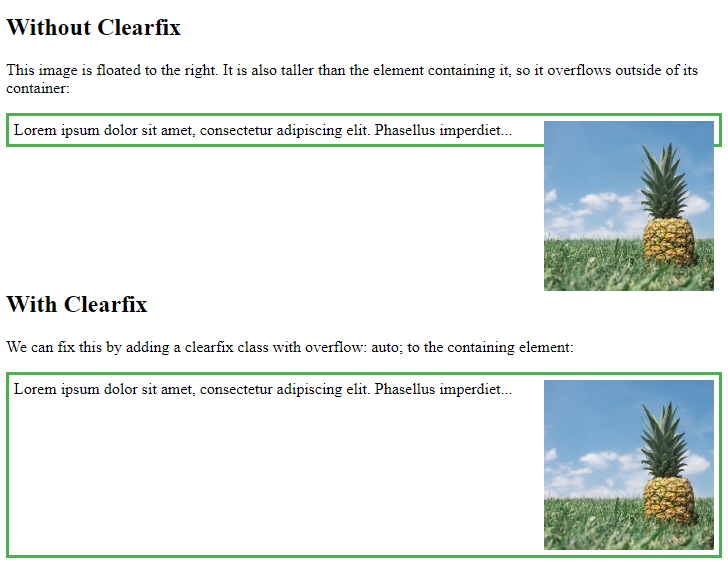 Without Clearfix
This image is floated to the right. It is also taller than the element containing it, so it overflows outside of its
container:
Lorem ipsum dolor sit amet, consectetur adipiscing elit. Phasellus imperdiet...
With Clearfix
We can fix this by adding a clearfix class with overflow: auto; to the containing element:
Lorem ipsum dolor sit amet, consectetur adipiscing elit. Phasellus imperdiet...